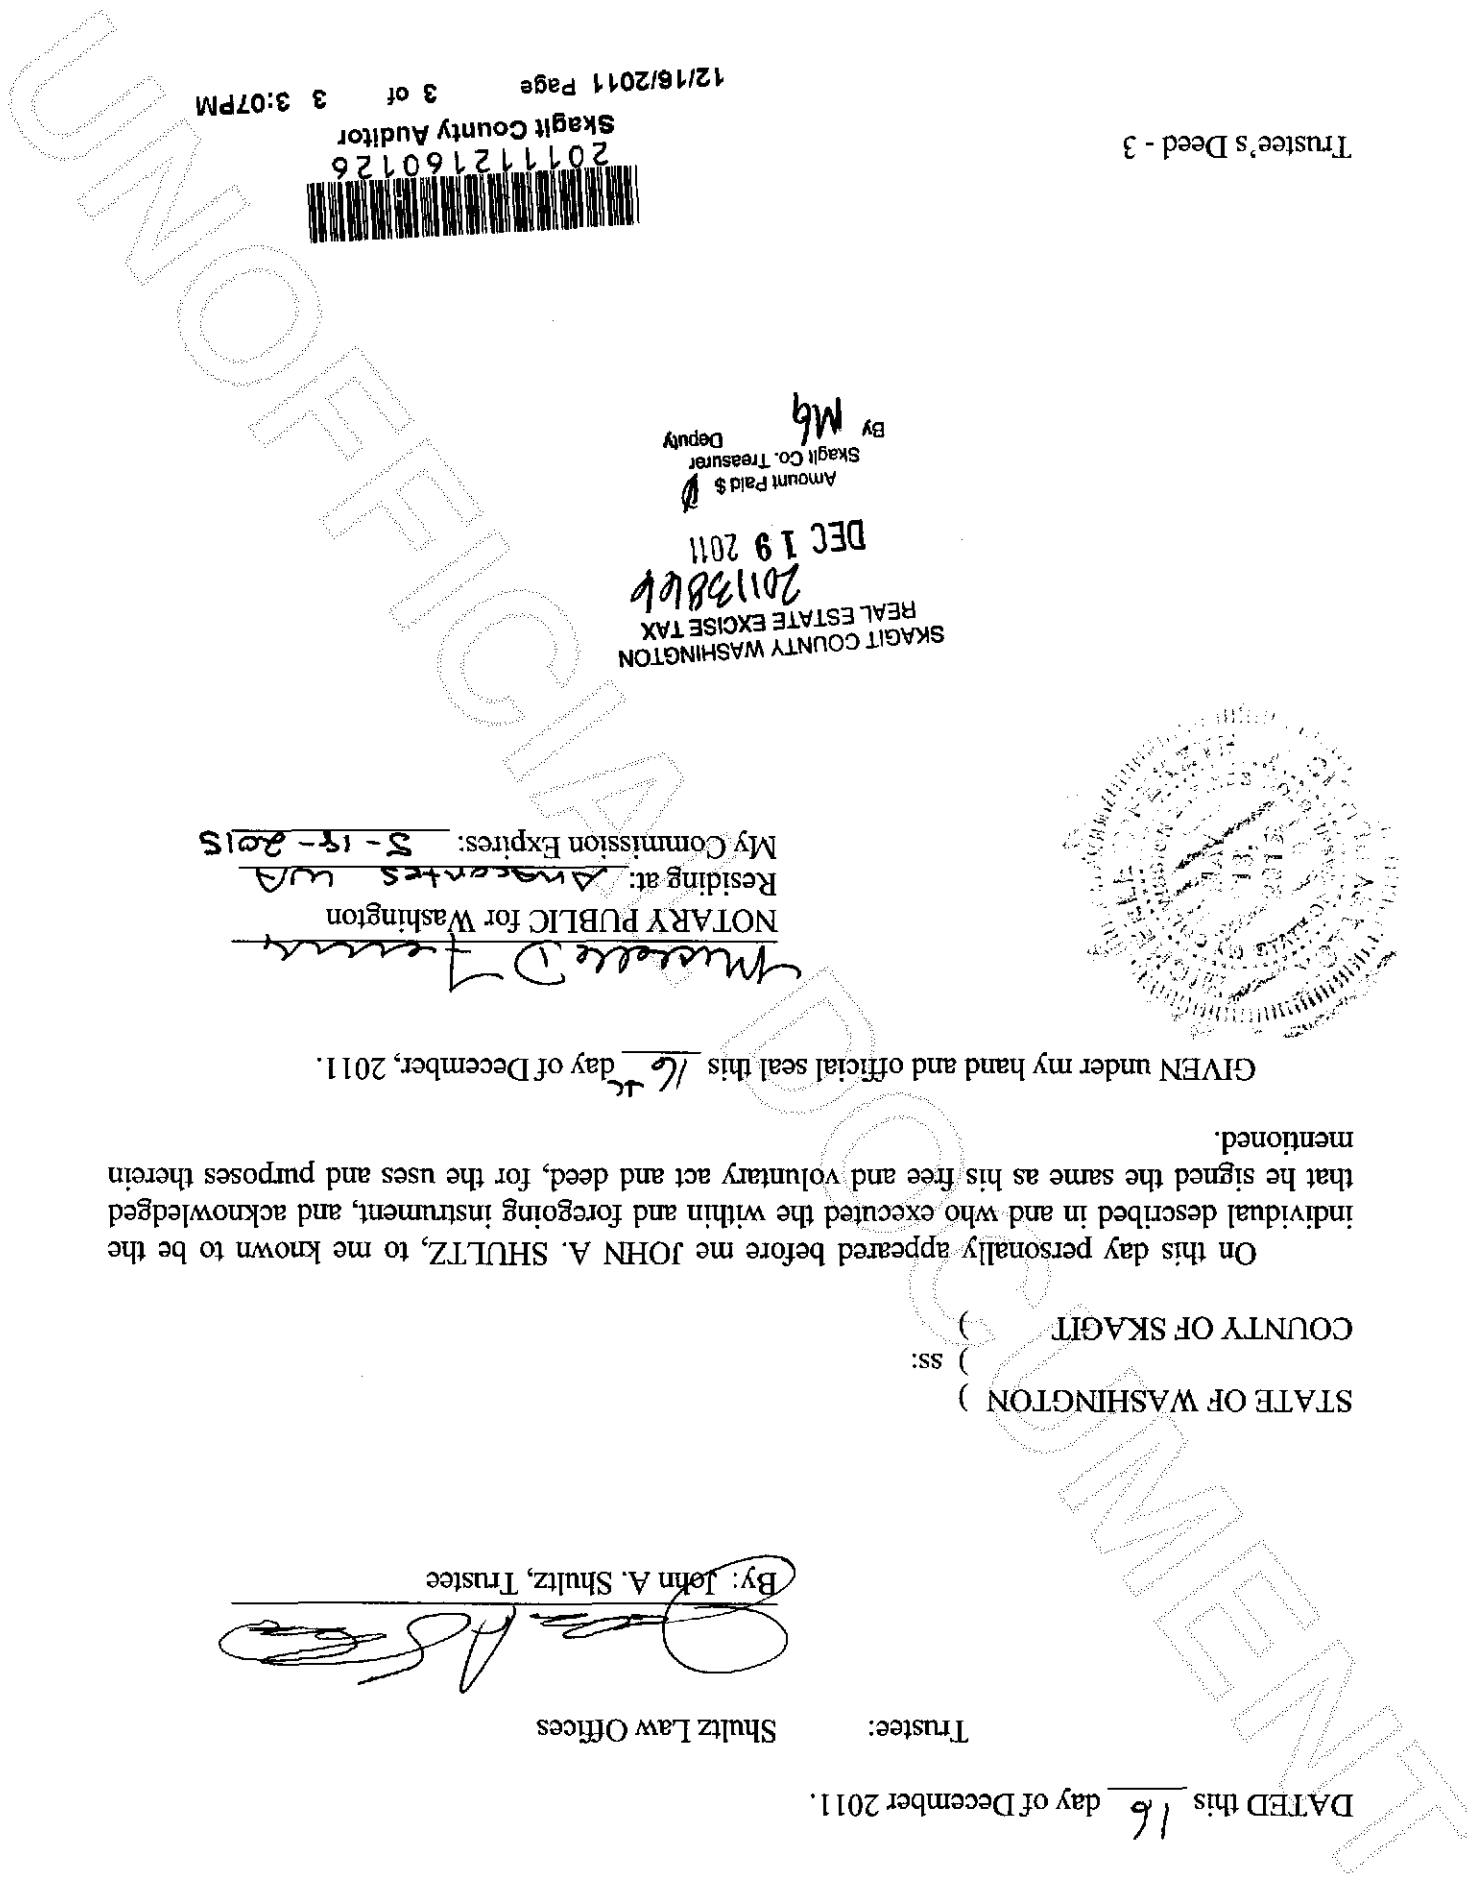 DATED this 16 day of December 2011.
Trustee: Shultz Law Offices
By: John A. Shultz, Trustee
STATE OF WASHINGTON )
) ss:
COUNTY OF SKAGIT )
On this day personally appeared before me JOHN A. SHULTZ, to me known to be the
individual described in and who executed the within and foregoing instrument, and acknowledged
that he signed the same as his free and voluntary act and deed, for the uses and purposes therein
mentioned.
GIVEN under my hand and official seal this 16th day of December, 2011.
Michelle D
NOTARY PUBLIC for Washington
Residing at: Anacortes WA
My Commission Expires: 5-18-2015
SKAGIT COUNTY WASHINGTON
REAL ESTATE EXCISE TAX
20113866
DEC 19 2011
Amount Paid $ 0
Skagit Co. Treasurer
By MG Deputy
201112160126
Skagit County Auditor
12/16/2011 Page 3 of 3 3:07PM
Trustee's Deed - 3
UNOFFICIAL DOCUMENT